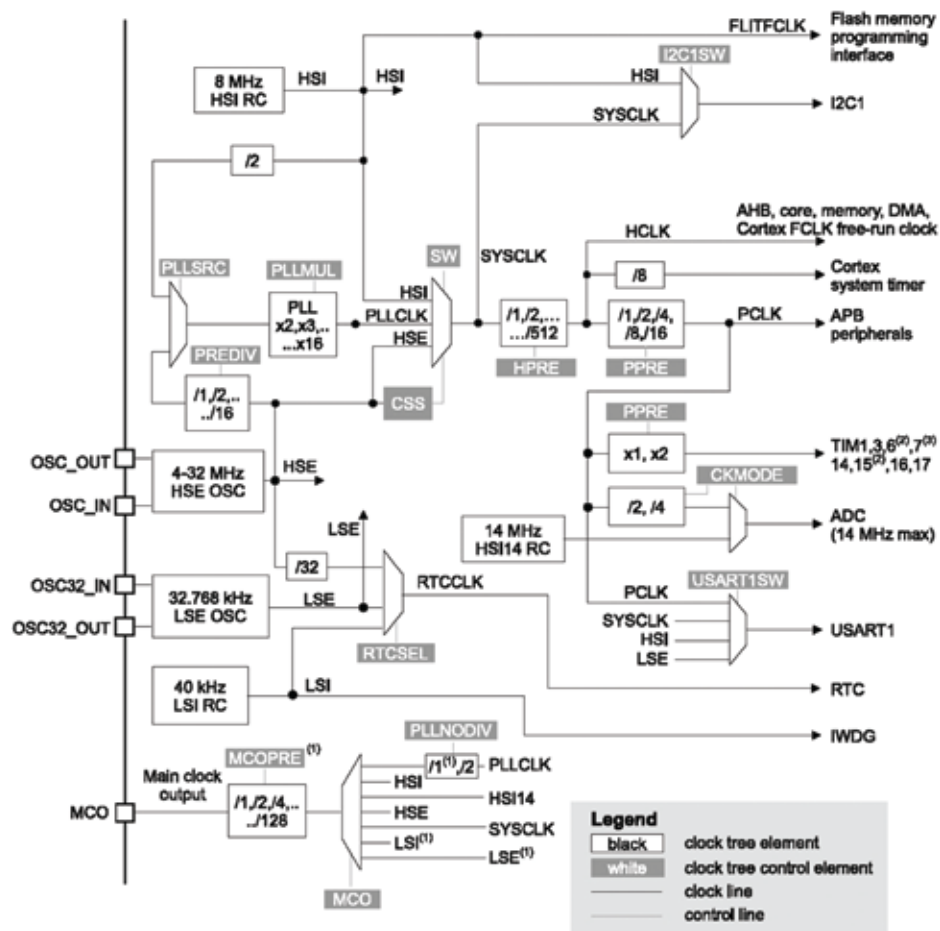 FLITFCLK
Flash memory
programming
interface
I2C1SW
8 MHz
HSI RC
HSI
HSI
HSI
I2C1
SYSCLK
/2
AHB, core, memory, DMA,
Cortex FCLK free-run clock
HCLK
PLLSRC
PLLMUL
SW
SYSCLK
/8
Cortex
system timer
PLL
x2,x3,..
...x16
HSI
PLLCLK
HSE
/1,/2,...
.../512
/1,/2,/4,
/8,/16
PCLK
APB
peripherals
PREDIV
HPRE
PPRE
/1,/2,..
../16
CSS
PPRE
OSC_OUT
OSC_IN
4-32 MHz
HSE OSC
HSE
x1, x2
TIM1,3,6(2),7(3)
14,15(2),16,17
CKMODE
/2, /4
14 MHz
HSI14 RC
ADC
(14 MHz max)
LSE
/32
RTCCLK
OSC32_IN
OSC32_OUT
32.768 kHz
LSE OSC
LSE
RTCSEL
USART1SW
PCLK
SYSCLK
HSI
LSE
USART1
40 kHz
LSI RC
LSI
RTC
IWDG
PLLNODIV
MCOPRE (1)
/1(1),/2
PLLCLK
Main clock
output
MCO
/1,/2,/4,..
../128
HSI
HSI14
HSE
SYSCLK
LSI(1)
LSE(1)
MCO
Legend
black
clock tree element
white
clock tree control element
clock line
control line